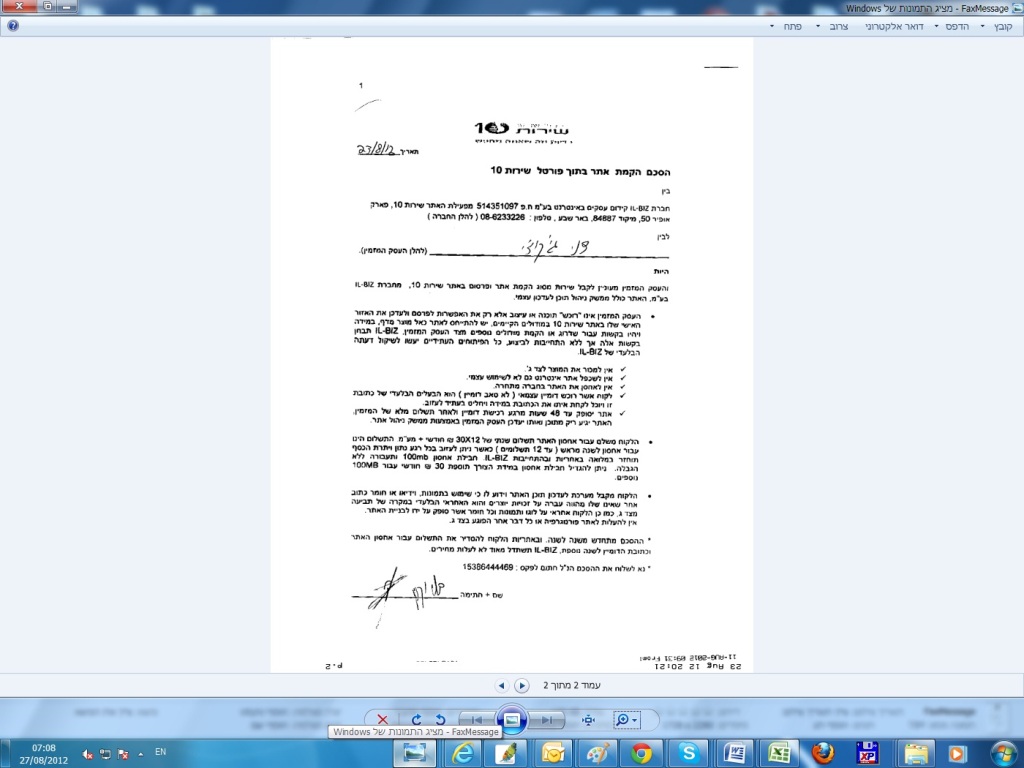 FaxMessage - מציג התמונות של Windows
קובץ הדפס דואר אלקטרוני צרוב פתח
1
שירות 10
תאריך 23/8/12
הסכם הקמת אתר בתוך פורטל שירות 10
בין
חברת IL-BIZ קידום עסקים באינטרנט בע"מ ח.פ 514351097 מפעילת האתר שירות 10, פארק
אופיר 50, מיקוד 84887, באר שבע, טלפון : 08-6233226 ( להלן החברה )
לבין
(להלן העסק המזמין).
היות
והעסק המזמין מעוניין לקבל שירות מסוג הקמת אתר ופרסום באתר שירות 10, מחברת IL-BIZ
בע"מ, האתר כולל ממשק ניהול תוכן לעדכון עצמי.
• העסק המזמין אינו "רוכש" תוכנה או עיצוב אלא רק את האפשרות לפרסם ולעדכן את האזור
האישי שלו באתר שירות 10 במודולים הקיימים, יש להתייחס לאתר כאל מוצר מדף, במידה
ויהיו בקשות עבור שדרוג או הקמת מודולים נוספים מצד העסק המזמין, IL-BIZ תבחן
בקשות אלה אך ללא התחייבות לביצוע, כל הפיתוחים העתידיים יעשו לשיקול דעתה
הבלעדי של IL-BIZ.
✓ אין למכור את המוצר לצד ג'.
✓ אין לשכפל אתר אינטרנט גם לא לשימוש עצמי.
✓ אין לאחסן את האתר בחברה מתחרה.
✓ לקוח אשר רוכש דומיין עצמאי ( לא סאב דומיין ) הוא הבעלים הבלעדי של כתובת
זו ויוכל לקחת איתו את הכתובת במידה ויחליט בעתיד לעזוב.
✓ אתר יסופק עד 48 שעות מרגע רכישת דומיין ולאחר תשלום מלא של המזמין,
האתר יגיע ריק מתוכן ואותו יעדכן העסק המזמין באמצעות ממשק ניהול אתר.
• הלקוח משלם עבור אחסון האתר תשלום שנתי של 30X12 ₪ חודשי + מע"מ התשלום הינו
עבור אחסון לשנה מראש ( עד 12 תשלומים ) כאשר ניתן לעזוב בכל רגע נתון ויתרת הכסף
תוחזר במלואה באחריות ובהתחייבות IL-BIZ. חבילת אחסון 100mb ותעבורה ללא
הגבלה. ניתן להגדיל חבילת אחסון במידת הצורך תוספת 30 ₪ חודשי עבור 100MB
נוספים.
• הלקוח מקבל מערכת לעדכון תוכן האתר וידוע לו כי שימוש בתמונות, וידיאו או חומר כתוב
אחר שאינו שלו מהווה עברה על זכויות יוצרים והוא האחראי הבלעדי במקרה של תביעה
מצד ג, כמו כן הלקוח אחראי על לוגו ותמונות וכל חומר אשר סופק על ידו לבניית האתר.
אין להעלות לאתר פורנוגרפיה או כל דבר אחר הפוגע בצד ג.
* ההסכם מתחדש משנה לשנה. ובאחריות הלקוח להסדיר את התשלום עבור אחסון האתר
וכתובת הדומיין לשנה נוספת, IL-BIZ תשתדל מאוד לא לעלות מחירים.
* נא לשלוח את ההסכם הנ"ל חתום לפקס : 15386444469
שם + חתימה
11-AUG-2012 09:31 From:
23 Aug 12 20:21 P.2
עמוד 2 מתוך 2
FaxMessage - מציג התמונות של Windows
07:08
27/08/2012
EN